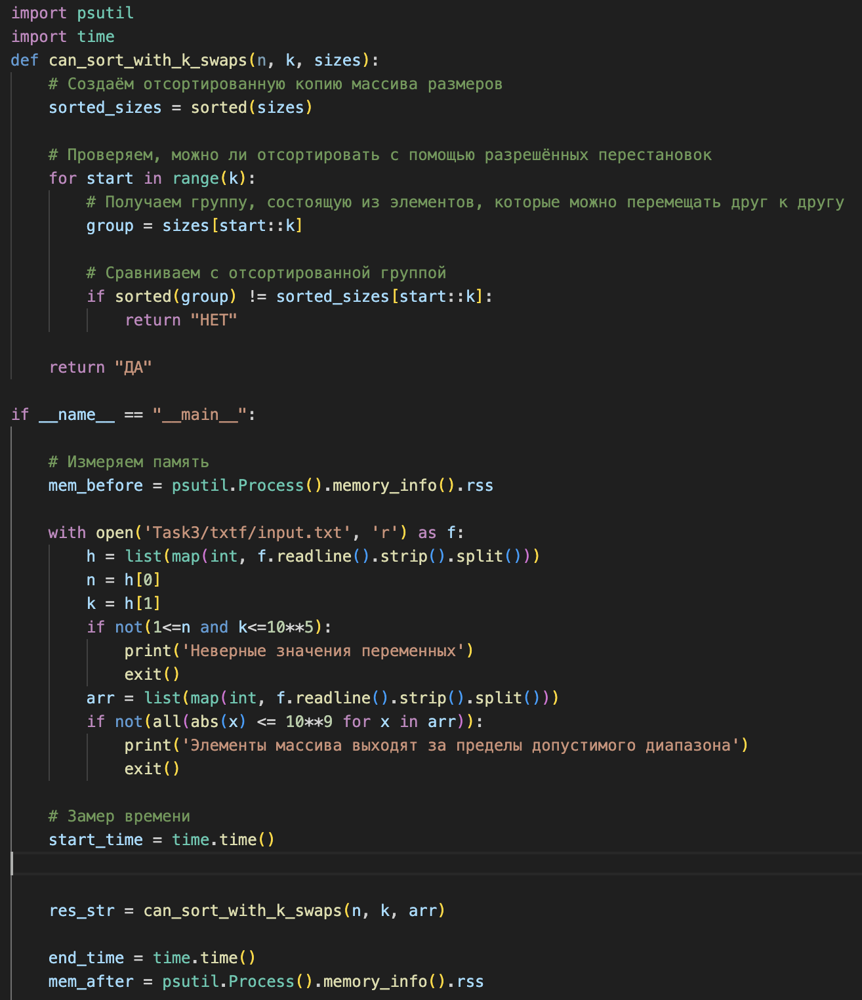 import psutil
import time
def can_sort_with_k_swaps(n, k, sizes):
    # Создаём отсортированную копию массива размеров
    sorted_sizes = sorted(sizes)

    # Проверяем, можно ли отсортировать с помощью разрешённых перестановок
    for start in range(k):
        # Получаем группу, состоящую из элементов, которые можно перемещать друг к другу
        group = sizes[start::k]

        # Сравниваем с отсортированной группой
        if sorted(group) != sorted_sizes[start::k]:
            return "НЕТ"

    return "ДА"

if __name__ == "__main__":

    # Измеряем память
    mem_before = psutil.Process().memory_info().rss

    with open('Task3/txtf/input.txt', 'r') as f:
        h = list(map(int, f.readline().strip().split()))
        n = h[0]
        k = h[1]
        if not(1<=n and k<=10**5):
            print('Неверные значения переменных')
            exit()
        arr = list(map(int, f.readline().strip().split()))
        if not(all(abs(x) <= 10**9 for x in arr)):
            print('Элементы массива выходят за пределы допустимого диапазона')
            exit()

    # Замер времени
    start_time = time.time()


    res_str = can_sort_with_k_swaps(n, k, arr)

    end_time = time.time()
    mem_after = psutil.Process().memory_info().rss